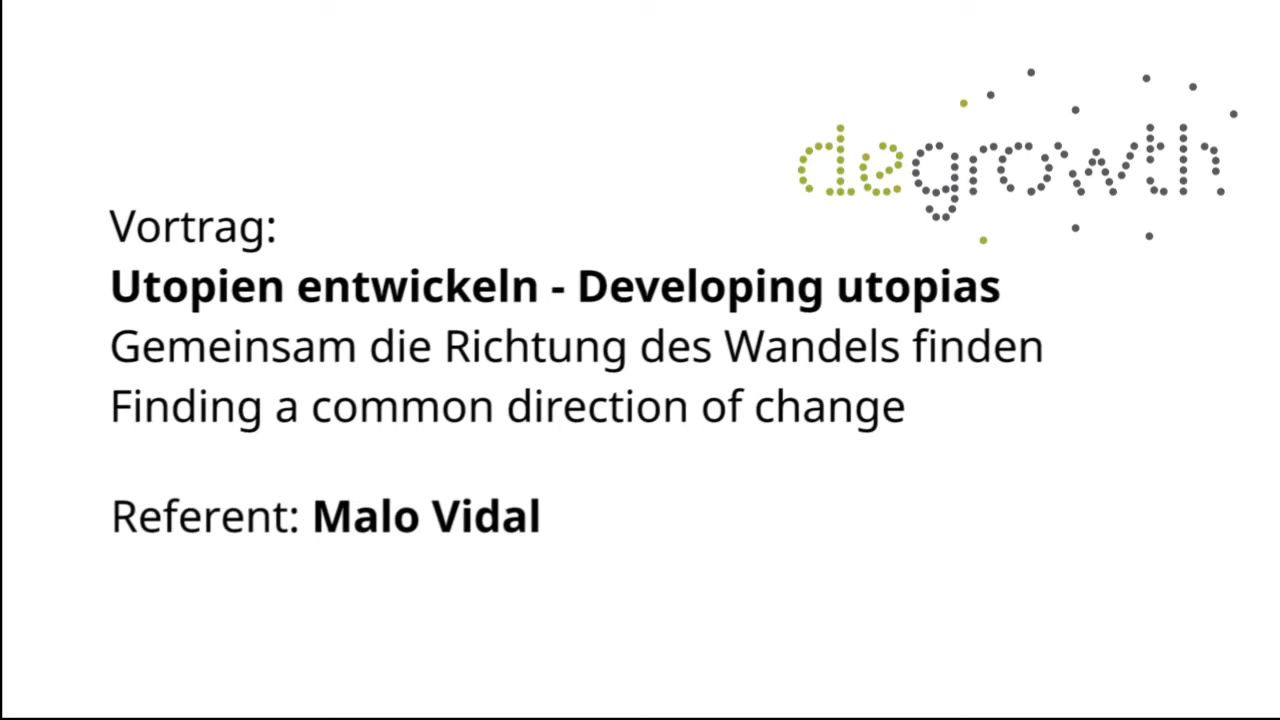 degrowth
Vortrag:
Utopien entwickeln - Developing utopias
Gemeinsam die Richtung des Wandels finden
Finding a common direction of change
Referent: Malo Vidal